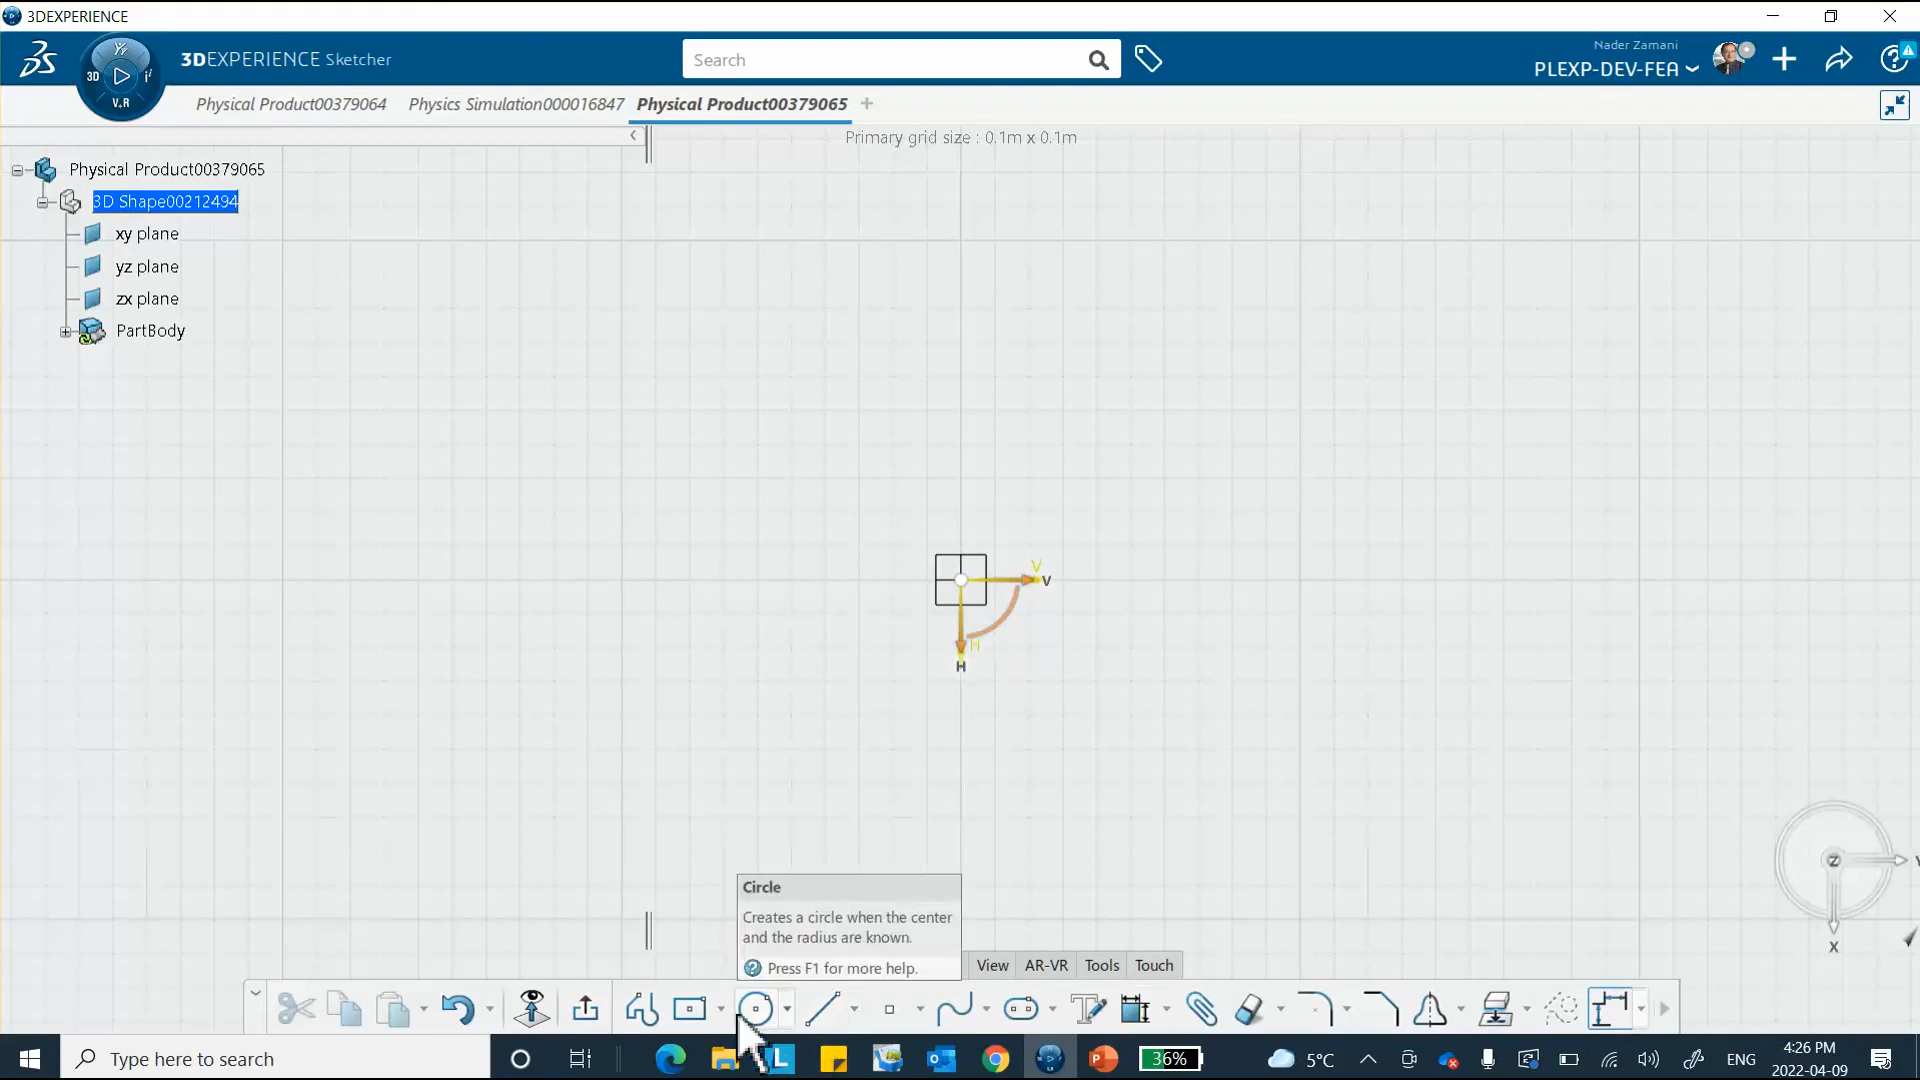 3DEXPERIENCE
3DEXPERIENCE Sketcher
Search
Nader Zamani
PLEXP-DEV-FEA
3D
V.R
Physical Product00379064
Physics Simulation000016847
Physical Product00379065
Primary grid size : 0.1m x 0.1m
Physical Product00379065
3D Shape00212494
xy plane
yz plane
zx plane
PartBody
V
V
H
H
Z
Y
X
Circle
Creates a circle when the center
and the radius are known.
Press F1 for more help.
View
AR-VR
Tools
Touch
Type here to search
L
36%
5°C
ENG
4:26 PM
2022-04-09